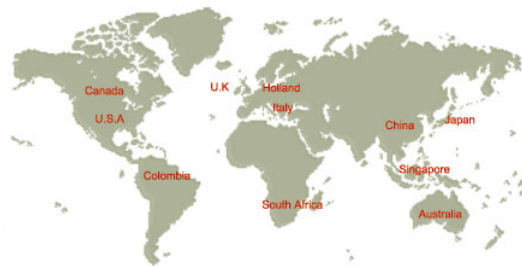 U.K
Holland
Canada
Italy
U.S.A
Japan
China
Singapore
Colombia
South Africa
Australia